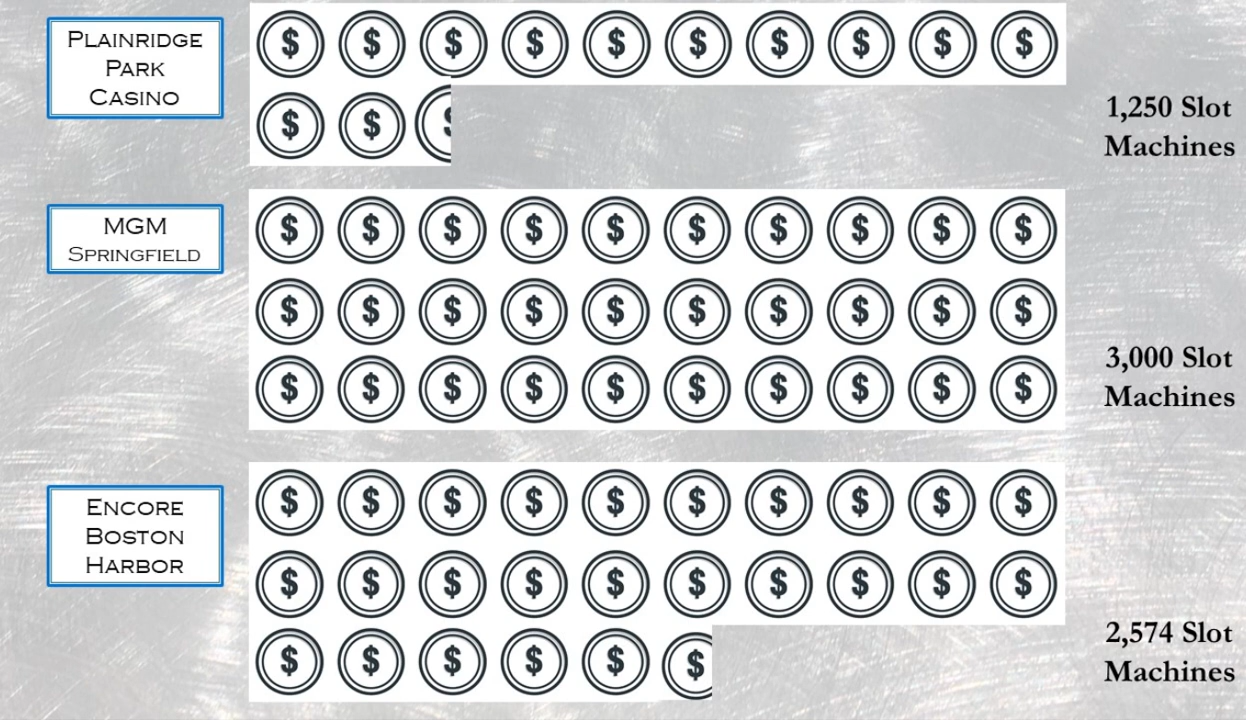 PLAINRIDGE
PARK
CASINO
$ $ $ $ $ $ $ $ $ $
$ $ $
1,250 Slot
Machines
MGM
SPRINGFIELD
$ $ $ $ $ $ $ $ $ $
$ $ $ $ $ $ $ $ $ $
$ $ $ $ $ $ $ $ $ $
3,000 Slot
Machines
ENCORE
BOSTON
HARBOR
$ $ $ $ $ $ $ $ $ $
$ $ $ $ $ $ $ $ $ $
$ $ $ $ $ $
2,574 Slot
Machines